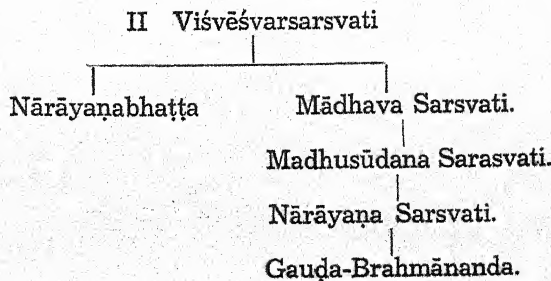 II Viśvēśvarsarsvati
Nārāyaṇabhaṭṭa Mādhava Sarsvati.
Madhusūdana Sarasvati.
Nārāyaṇa Sarsvati.
Gauḍa-Brahmānanda.